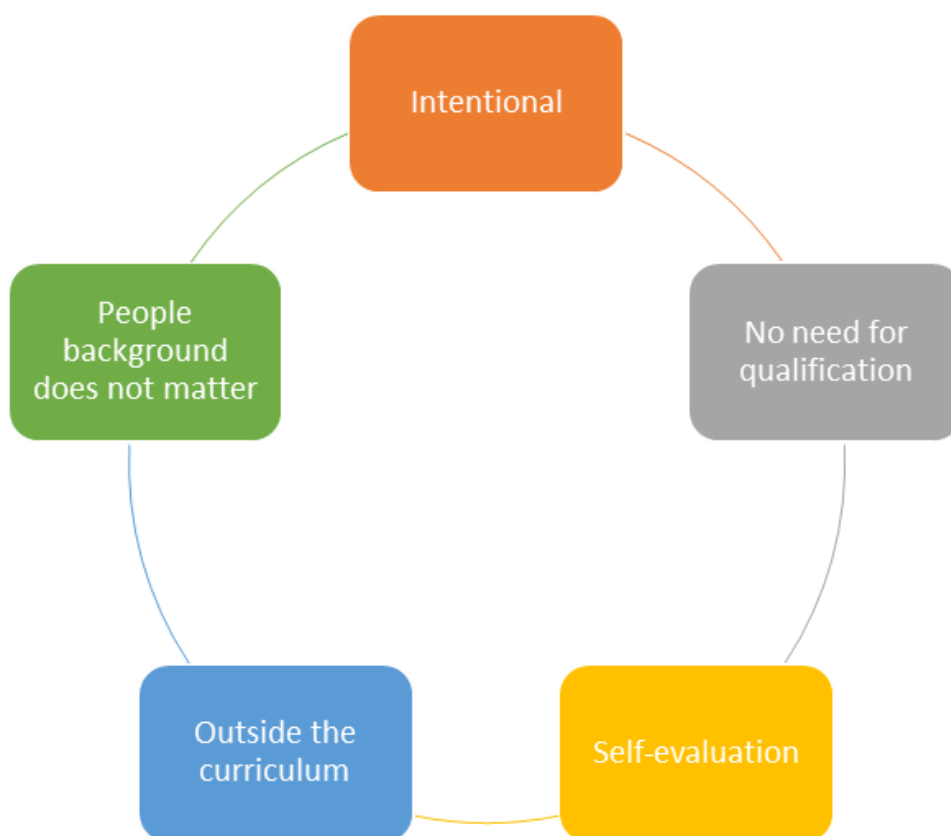 Intentional
No need for
qualification
Self-evaluation
Outside the
curriculum
People
background
does not matter